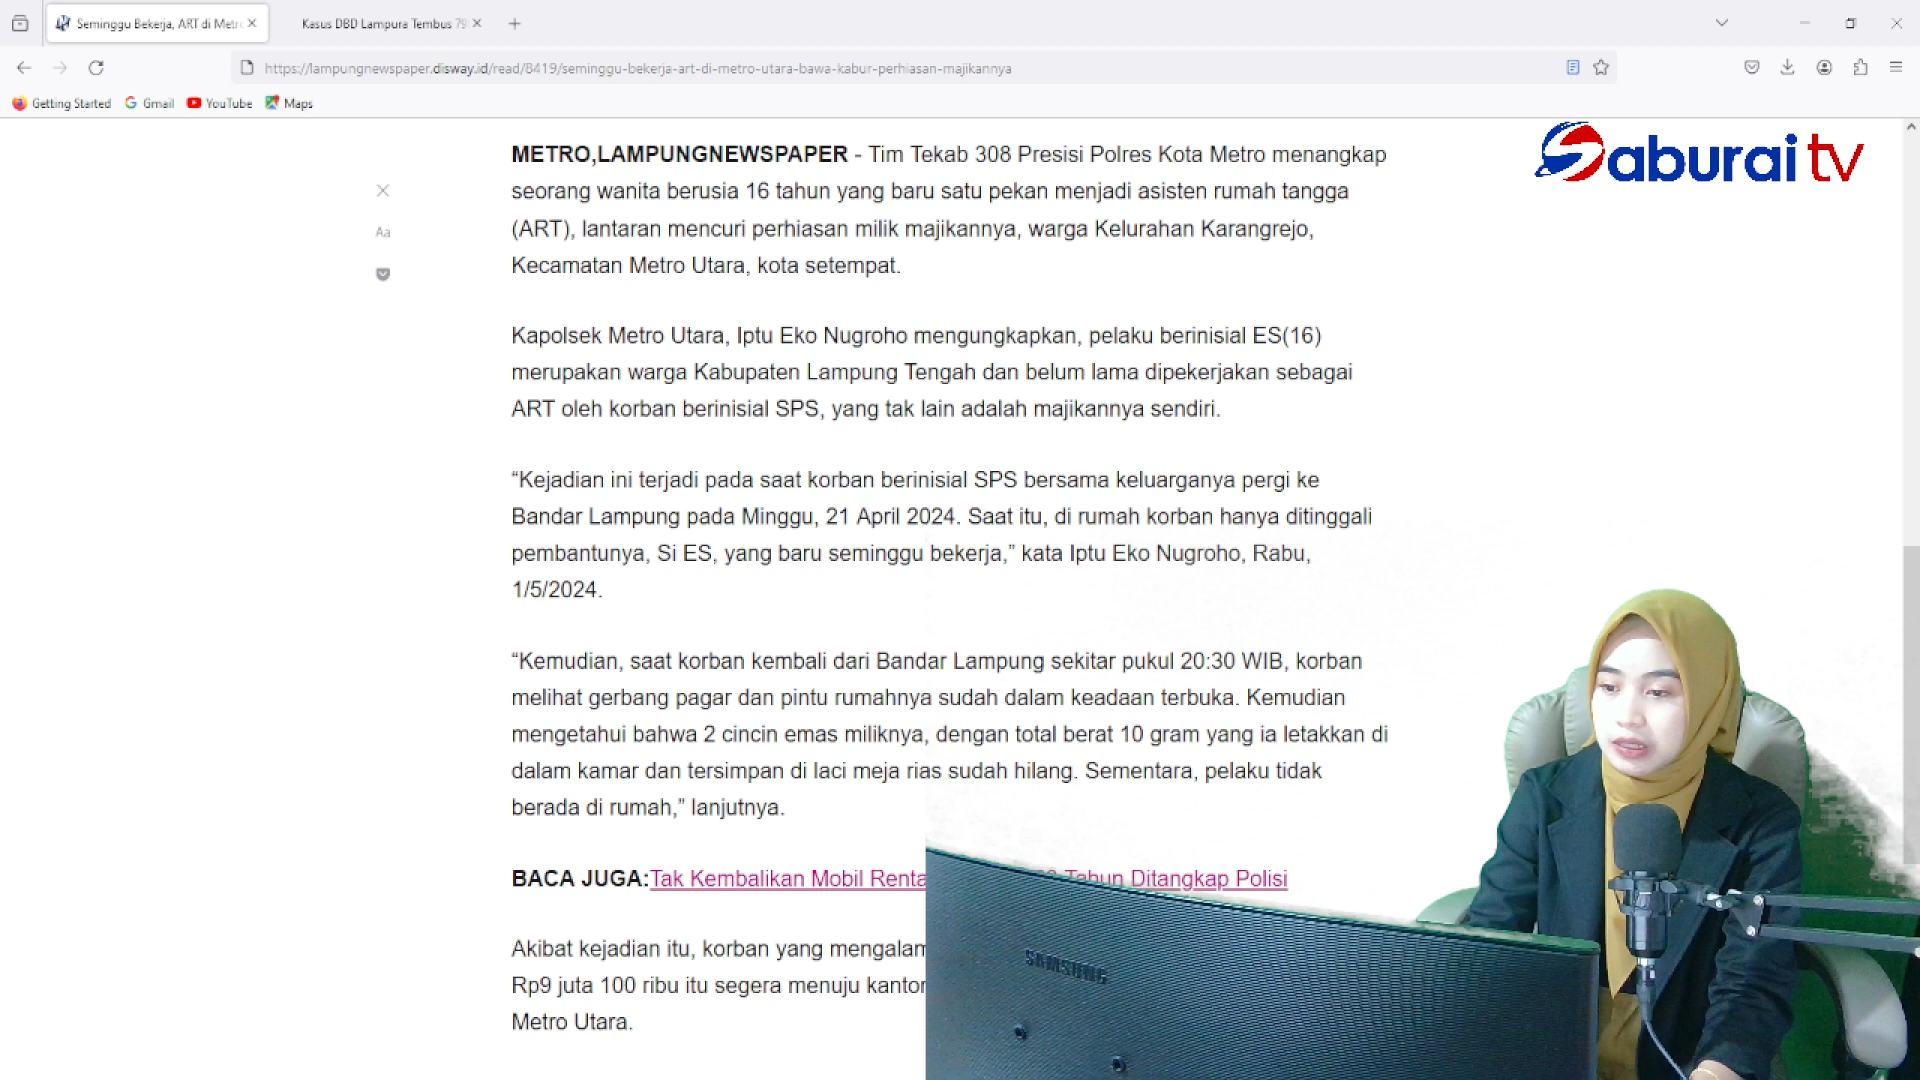 Seminggu Bekerja, ART di Metr
Kasus DBD Lampura Tembus 79
https://lampungnewspaper.disway.id/read/8419/seminggu-bekerja-art-di-metro-utara-bawa-kabur-perhiasan-majikannya
Getting Started Gmail YouTube Maps
Saburai tv
METRO,LAMPUNGNEWSPAPER - Tim Tekab 308 Presisi Polres Kota Metro menangkap
seorang wanita berusia 16 tahun yang baru satu pekan menjadi asisten rumah tangga
Aa
(ART), lantaran mencuri perhiasan milik majikannya, warga Kelurahan Karangrejo,
Kecamatan Metro Utara, kota setempat.
Kapolsek Metro Utara, Iptu Eko Nugroho mengungkapkan, pelaku berinisial ES(16)
merupakan warga Kabupaten Lampung Tengah dan belum lama dipekerjakan sebagai
ART oleh korban berinisial SPS, yang tak lain adalah majikannya sendiri.
“Kejadian ini terjadi pada saat korban berinisial SPS bersama keluarganya pergi ke
Bandar Lampung pada Minggu, 21 April 2024. Saat itu, di rumah korban hanya ditinggali
pembantunya, Si ES, yang baru seminggu bekerja,” kata Iptu Eko Nugroho, Rabu,
1/5/2024.
“Kemudian, saat korban kembali dari Bandar Lampung sekitar pukul 20:30 WIB, korban
melihat gerbang pagar dan pintu rumahnya sudah dalam keadaan terbuka. Kemudian
mengetahui bahwa 2 cincin emas miliknya, dengan total berat 10 gram yang ia letakkan di
dalam kamar dan tersimpan di laci meja rias sudah hilang. Sementara, pelaku tidak
berada di rumah,” lanjutnya.
BACA JUGA:Tak Kembalikan Mobil Renta Tahun Ditangkap Polisi
Akibat kejadian itu, korban yang mengalam
Rp9 juta 100 ribu itu segera menuju kantor
Metro Utara.
SAMSUNG